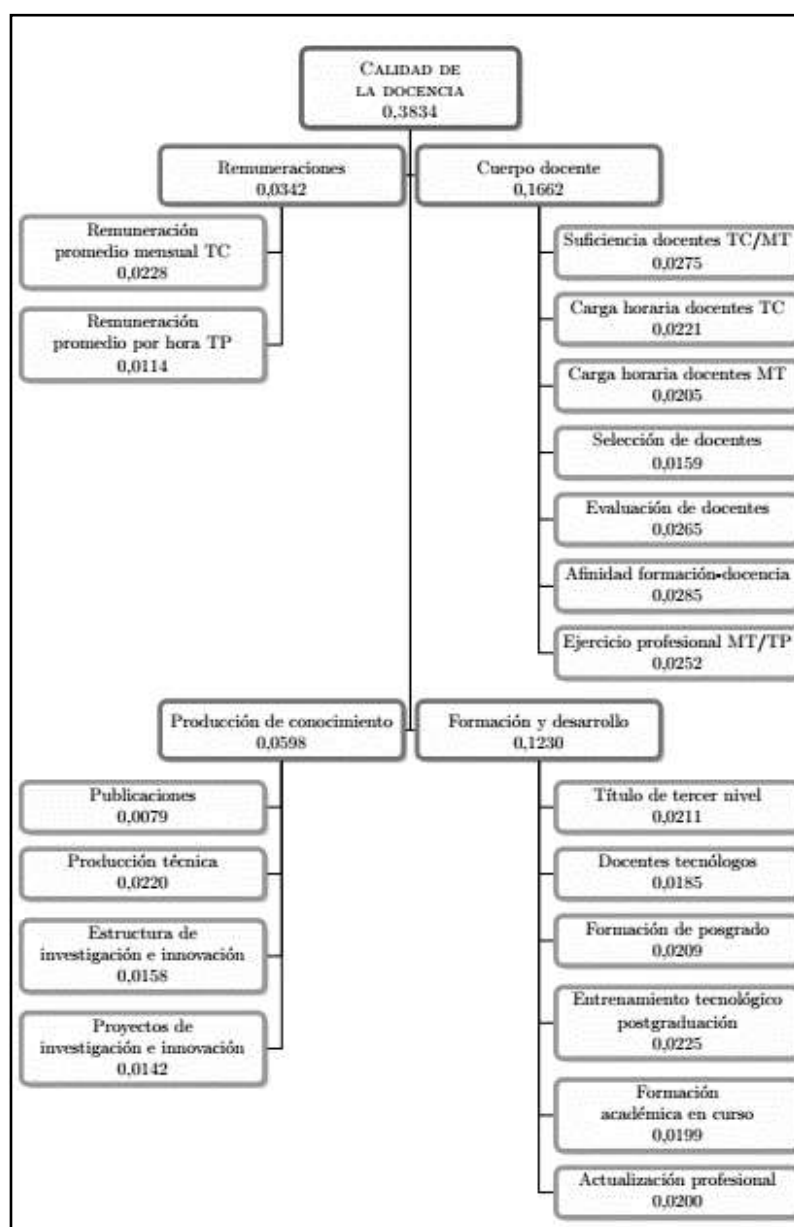 CALIDAD DE
LA DOCENCIA
0,3834
Remuneraciones
0,0342
Remuneración
promedio mensual TC
0,0228
Remuneración
promedio por hora TP
0,0114
Cuerpo docente
0,1662
Suficiencia docentes TC/MT
0,0275
Carga horaria docentes TC
0,0221
Carga horaria docentes MT
0,0205
Selección de docentes
0,0159
Evaluación de docentes
0,0265
Afinidad formación-docencia
0,0285
Ejercicio profesional MT/TP
0,0252
Producción de conocimiento
0,0598
Publicaciones
0,0079
Producción técnica
0,0220
Estructura de
investigación e innovación
0,0158
Proyectos de
investigación e innovación
0,0142
Formación y desarrollo
0,1230
Título de tercer nivel
0,0211
Docentes tecnólogos
0,0185
Formación de posgrado
0,0209
Entrenamiento tecnológico
postgraduación
0,0225
Formación
académica en curso
0,0199
Actualización profesional
0,0200